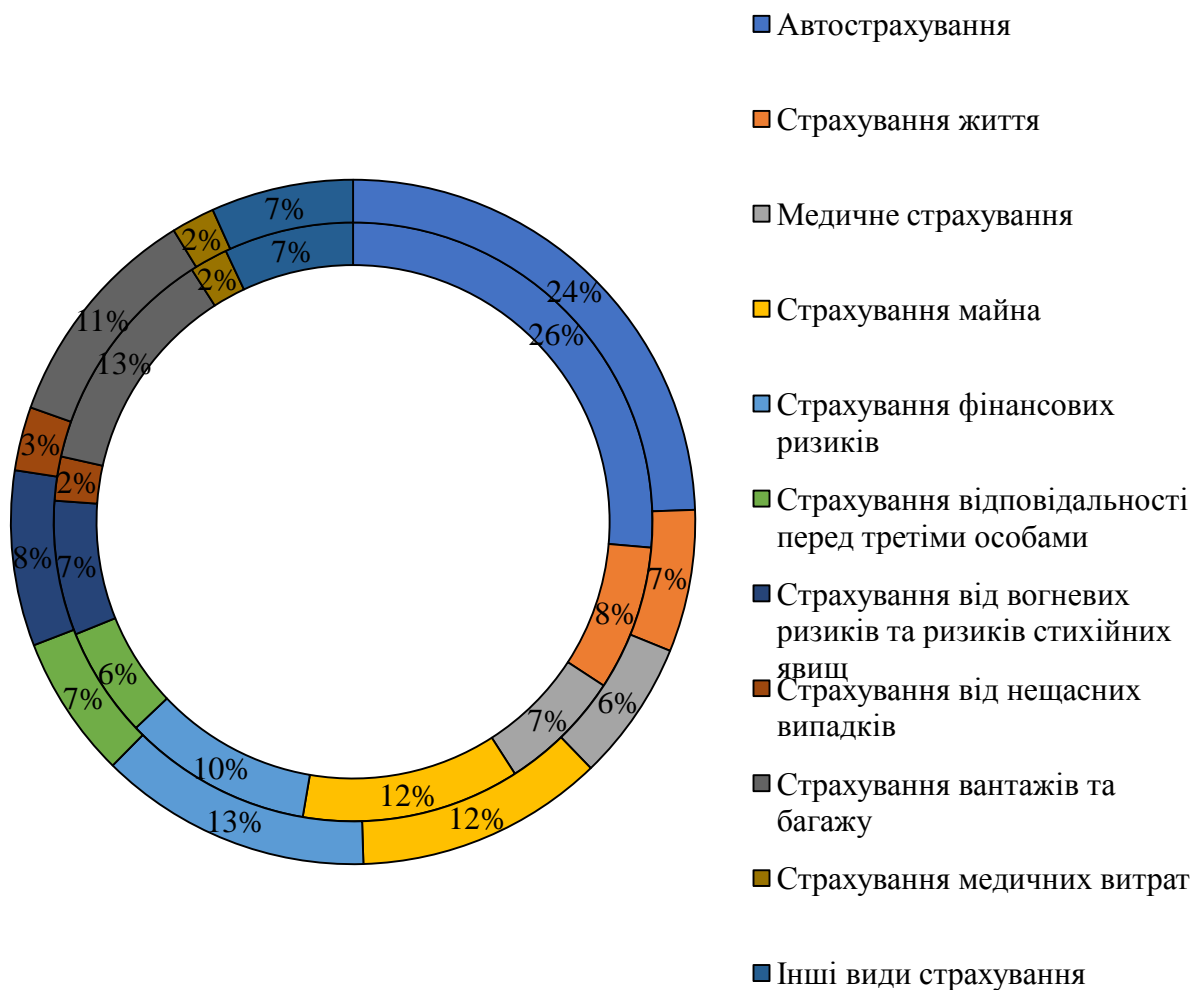 Автострахування
Страхування життя
Медичне страхування
Страхування майна
Страхування фінансових
ризиків
Страхування відповідальності
перед третіми особами
Страхування від вогневих
ризиків та ризиків стихійних
явищ
Страхування від нещасних
випадків
Страхування вантажів та
багажу
Страхування медичних витрат
Інші види страхування
24%
7%
6%
12%
13%
7%
8%
3%
11%
2%
7%
26%
8%
7%
12%
10%
6%
7%
2%
13%
2%
7%